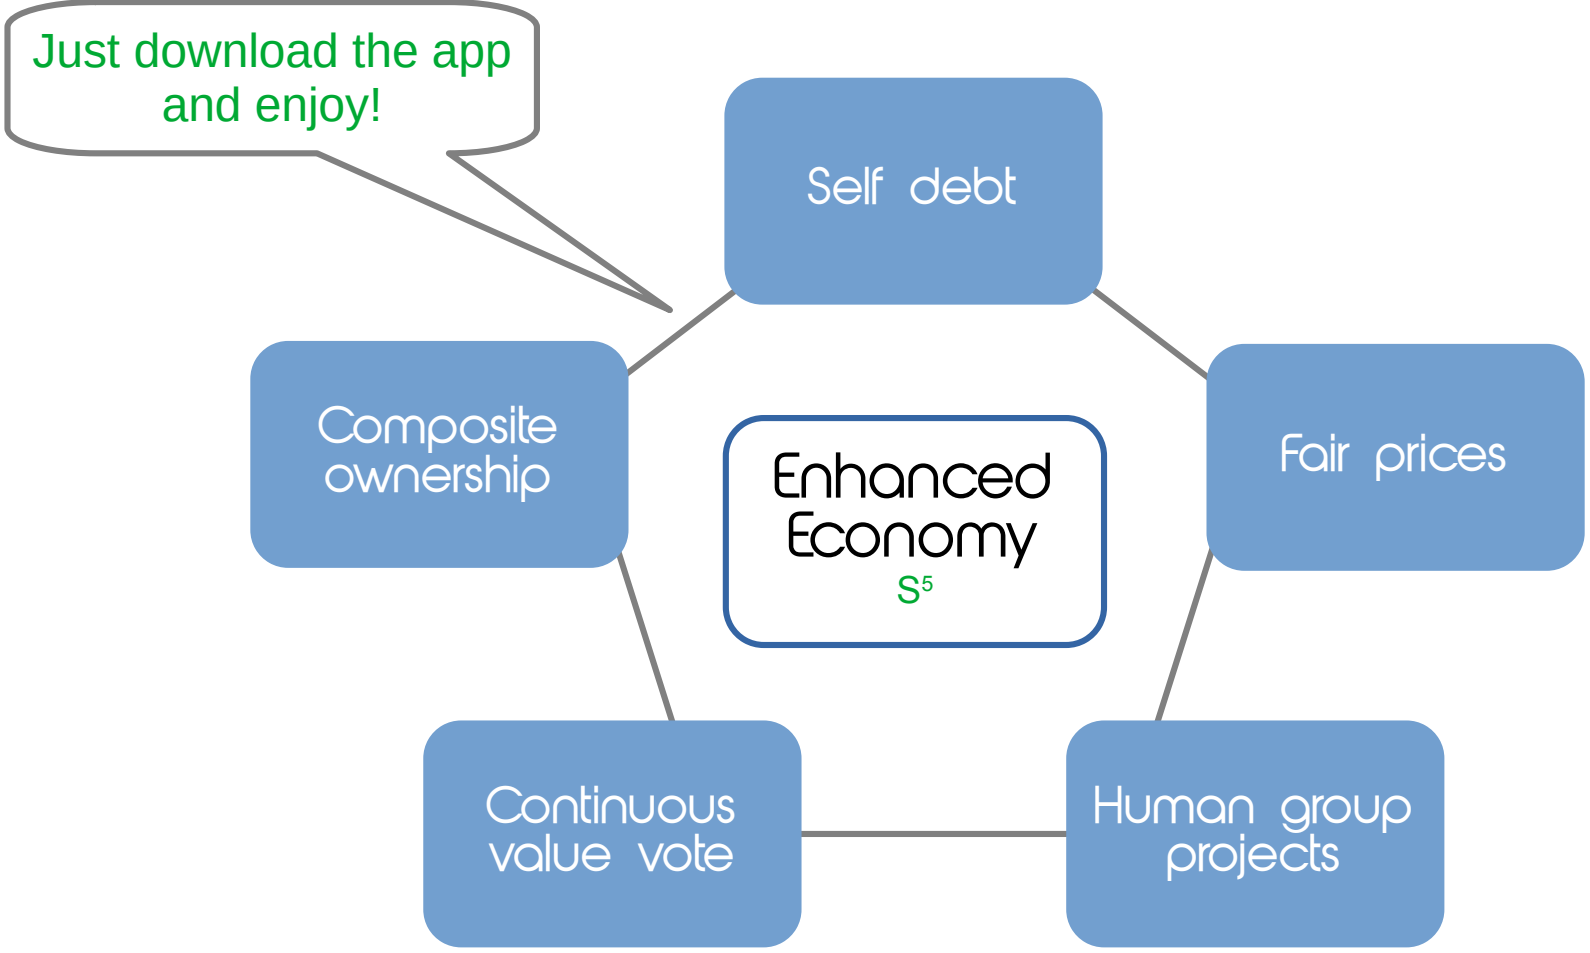 Just download the app
and enjoy!
Self debt
Composite
ownership
Fair prices
Enhanced
Economy
S⁵
Continuous
value vote
Human group
projects